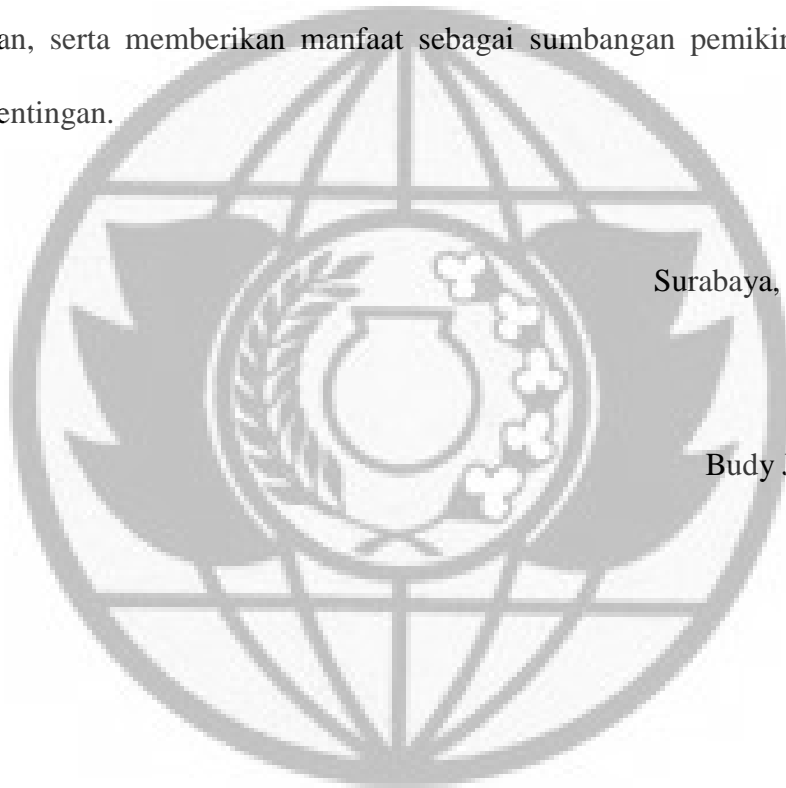 an, serta memberikan manfaat sebagai sumbangan pemikir
entingan.
Surabaya,
Budy J